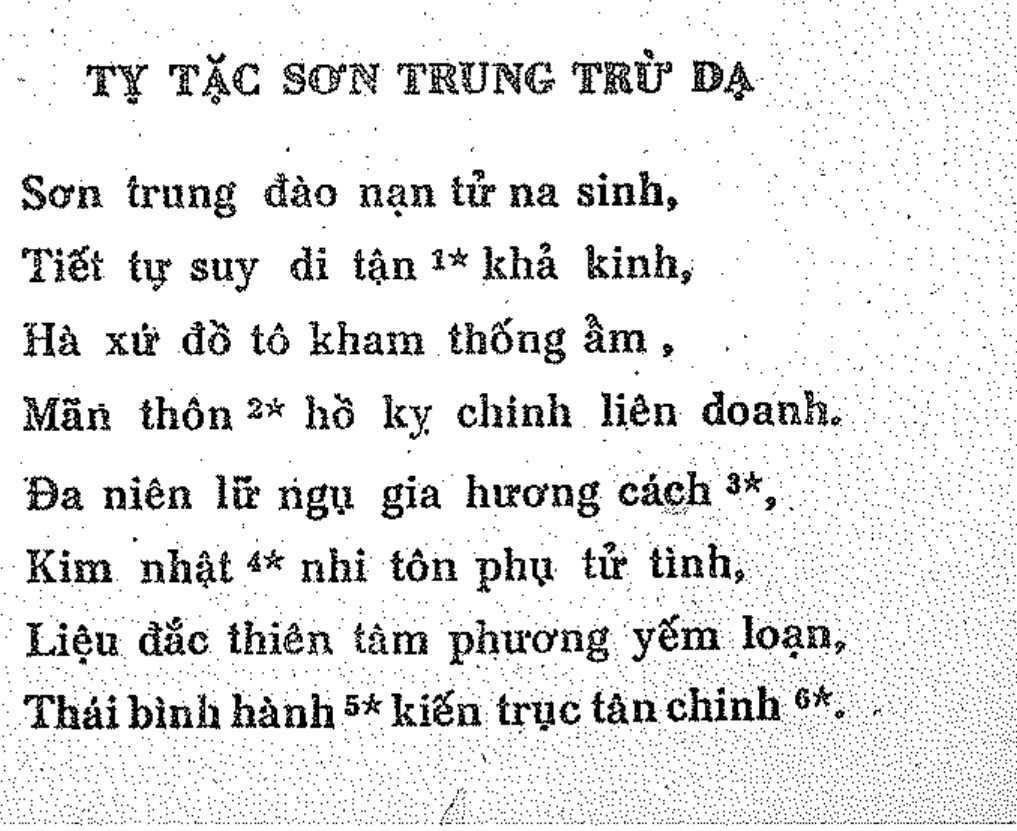 TỴ TẶC SƠN TRUNG TRỪ DẠ
Sơn trung đào nạn tử na sinh,
Tiết tự suy di tận ¹* khả kinh,
Hà xứ đồ tô kham thống ẩm ,
Mãn thôn ²* hồ kỵ chinh liên doanh.
Đa niên lữ ngụ gia hương cách ³*,
Kim nhật ⁴* nhi tôn phụ tử tình,
Liệu đắc thiên tâm phương yếm loạn,
Thái bình hành ⁵* kiến trục tân chinh ⁶*.